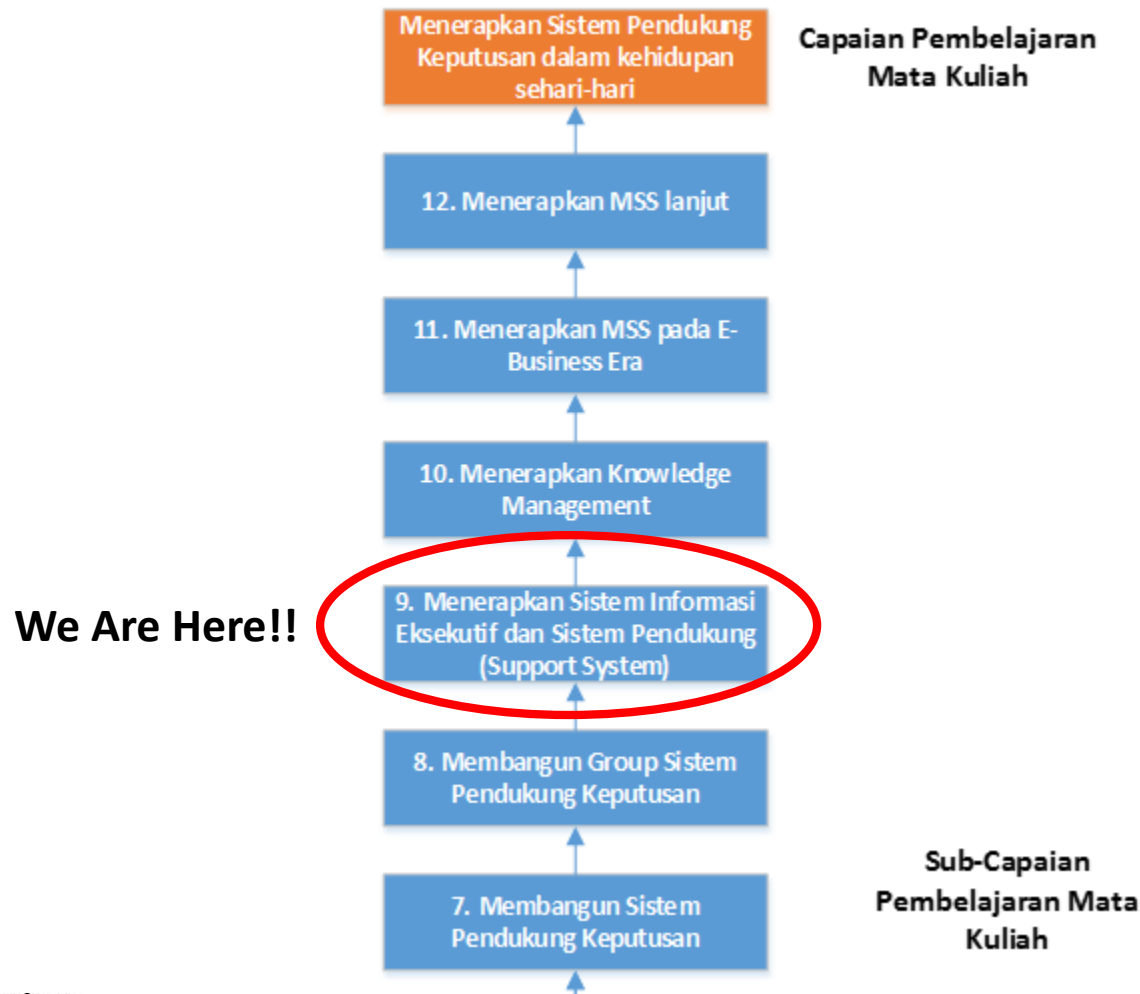 Menerapkan Sistem Pendukung
Keputusan dalam kehidupan
sehari-hari
Capaian Pembelajaran
Mata Kuliah
12. Menerapkan MSS lanjut
11. Menerapkan MSS pada E-
Business Era
10. Menerapkan Knowledge
Management
We Are Here!!
9. Menerapkan Sistem Informasi
Eksekutif dan Sistem Pendukung
(Support System)
8. Membangun Group Sistem
Pendukung Keputusan
7. Membangun Sistem
Pendukung Keputusan
Sub-Capaian
Pembelajaran Mata
Kuliah